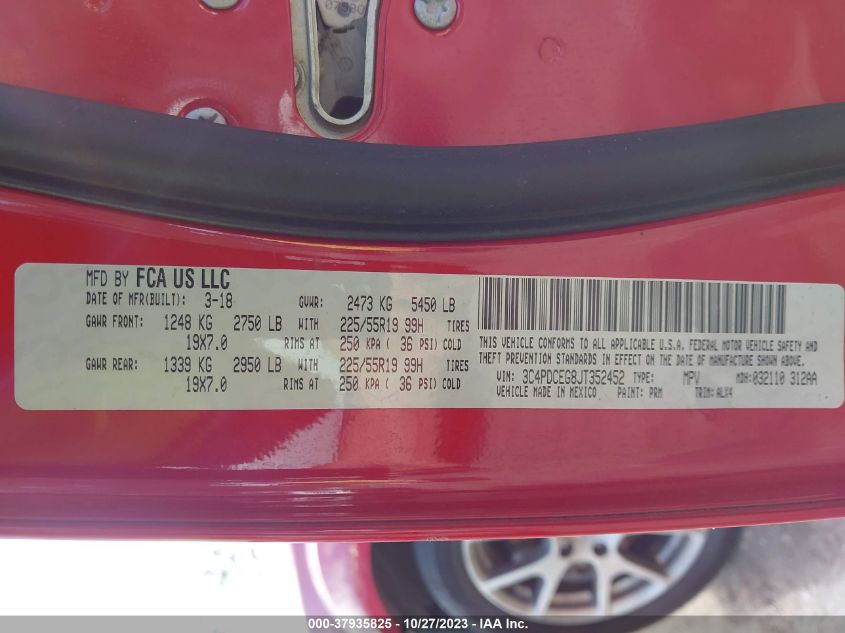 07980
MFD BY FCA US LLC
DATE OF MFR(BUILT): 3-18 GVWR: 2473 KG 5450 LB
GAWR FRONT: 1248 KG 2750 LB WITH 225/55R19 99H TIRES
19X7.0 RIMS AT 250 KPA ( 36 PSI) COLD
GAWR REAR: 1339 KG 2950 LB WITH 225/55R19 99H TIRES
19X7.0 RIMS AT 250 KPA ( 36 PSI) COLD
THIS VEHICLE CONFORMS TO ALL APPLICABLE U.S.A. FEDERAL MOTOR VEHICLE SAFETY AND
THEFT PREVENTION STANDARDS IN EFFECT ON THE DATE OF MANUFACTURE SHOWN ABOVE.
VIN: 3C4PDCEG8JT352452 TYPE: MPV MDH:032110 312AA
VEHICLE MADE IN MEXICO PAINT: PRM TRIM:ALX4
000-37935825 - 10/27/2023 - IAA Inc.